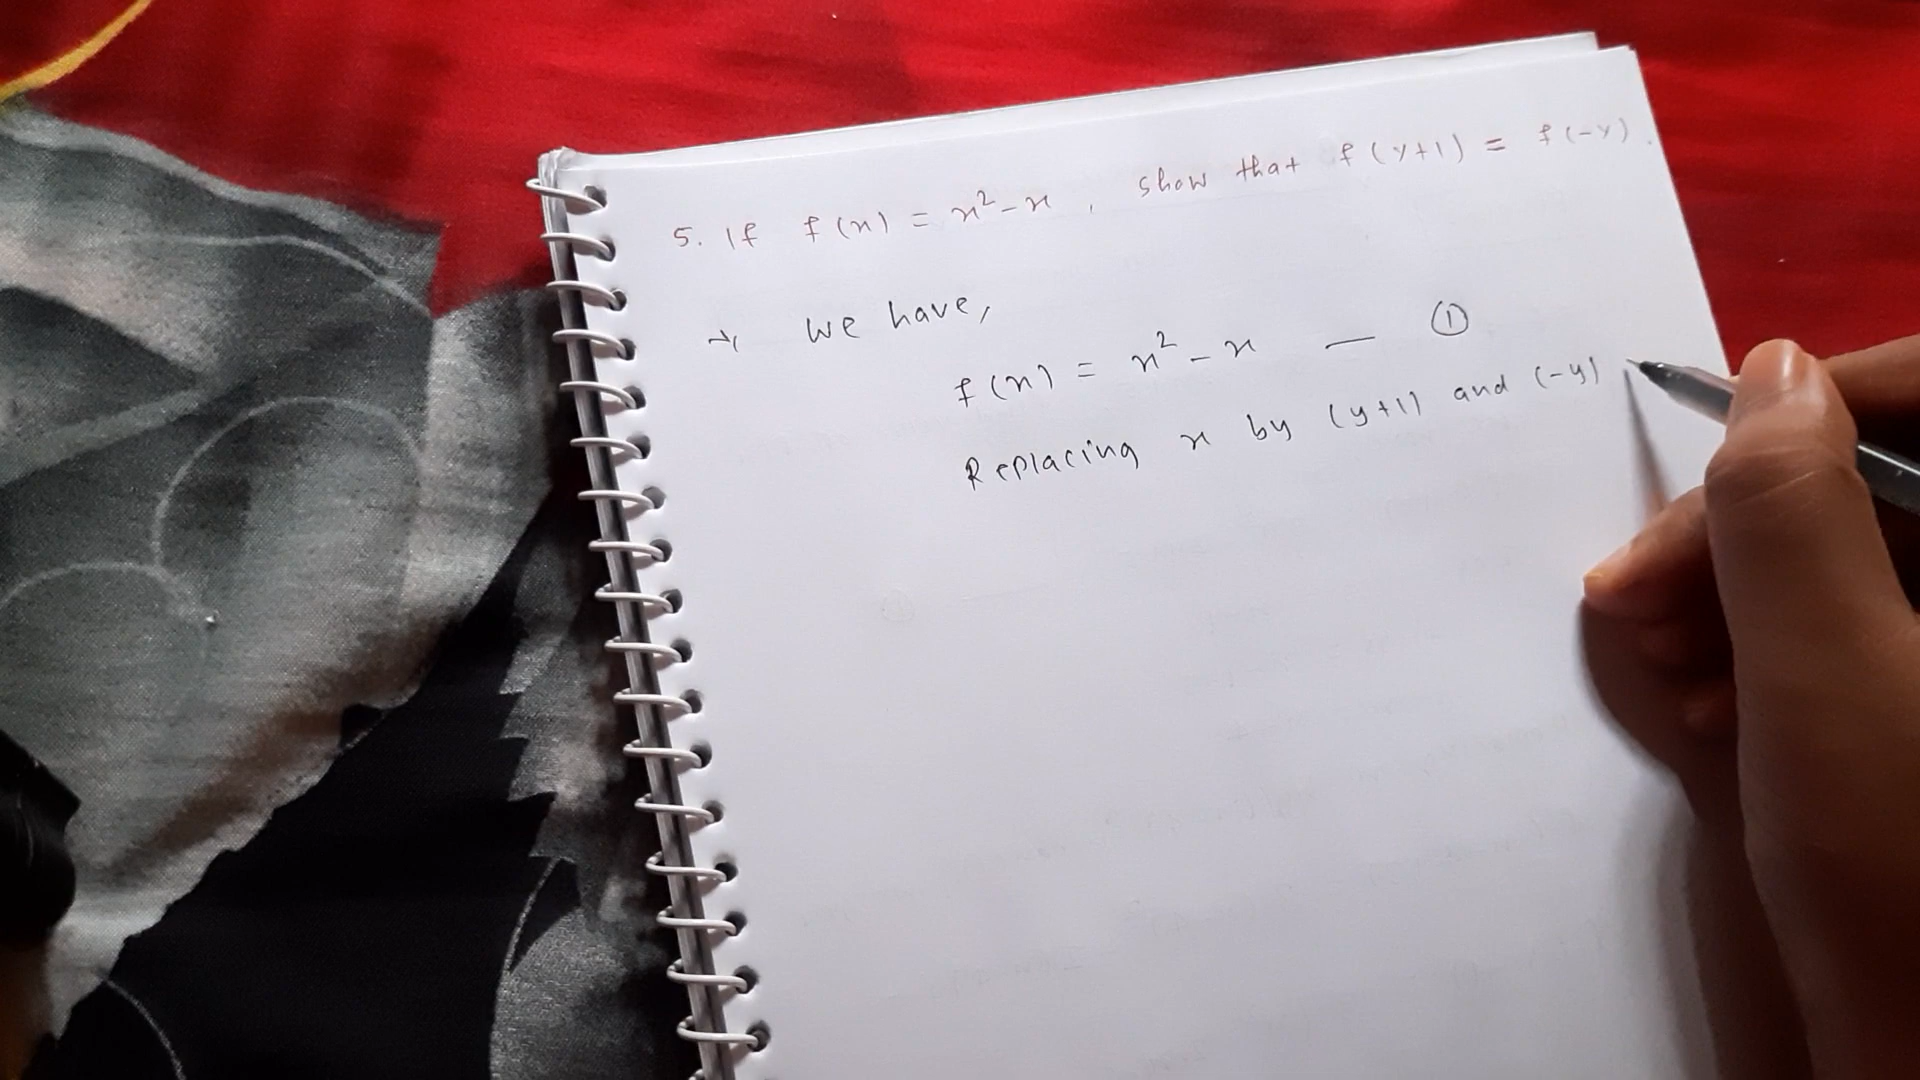 5. If f(x) = x² - x , show that f(y+1) = f(-y).
→ we have,
f(x) = x² - x — ①
Replacing x by (y+1) and (-y)